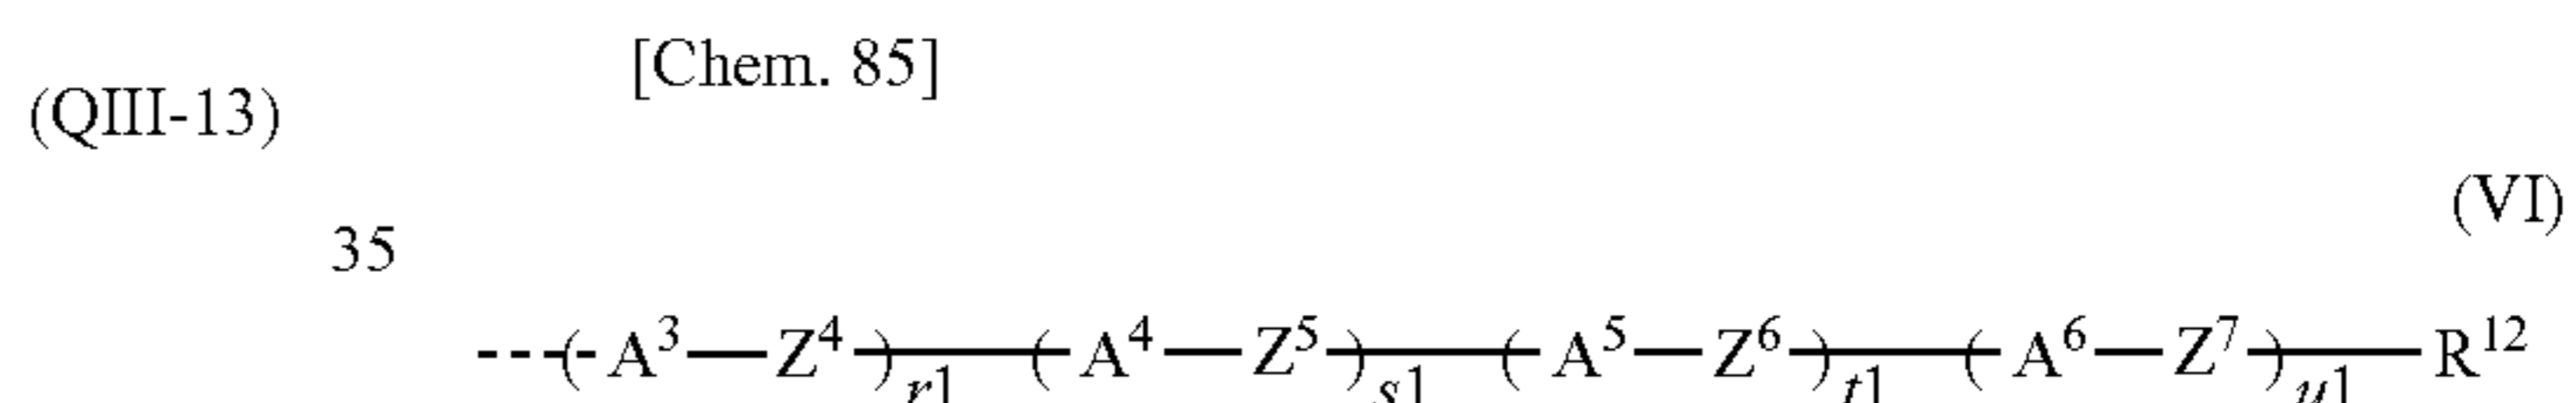 [Chem. 85]
(QIII-13)
(VI)
35
---( A³—Z⁴ )r1—( A⁴—Z⁵ )s1—( A⁵—Z⁶ )t1—( A⁶—Z⁷ )u1—R¹²